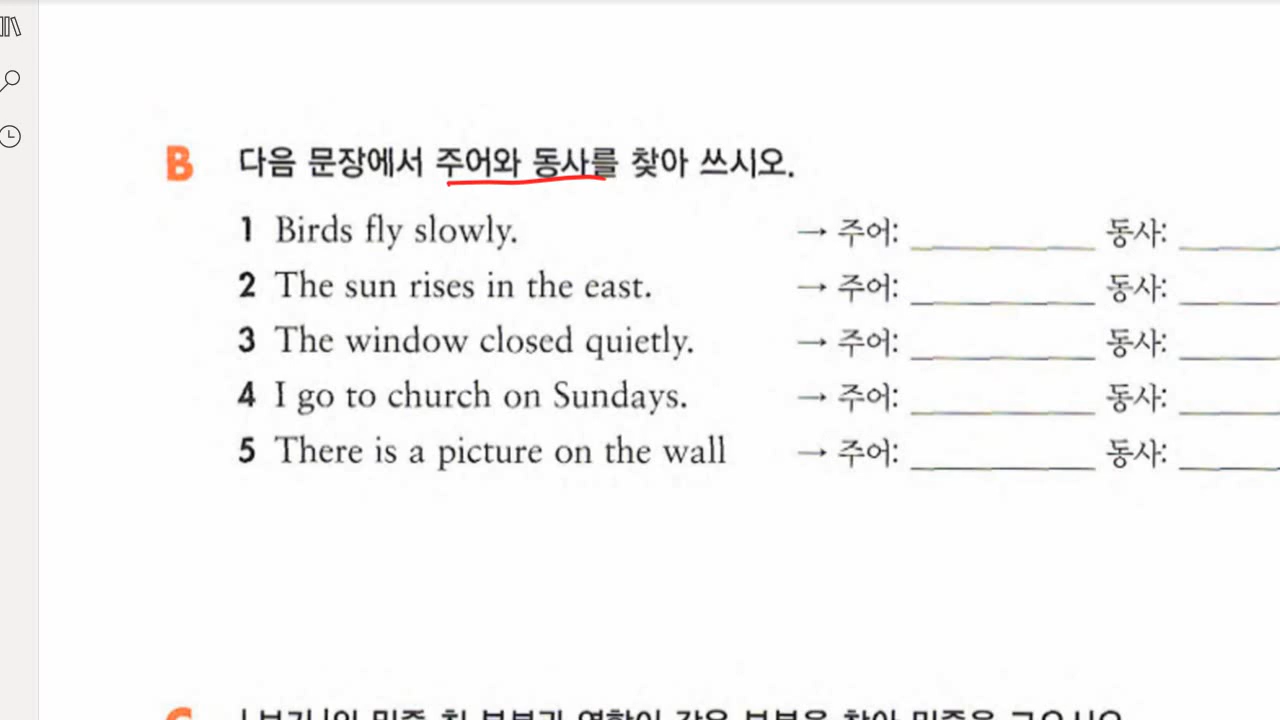 B 다음 문장에서 주어와 동사를 찾아 쓰시오.
1 Birds fly slowly. → 주어: 동사:
2 The sun rises in the east. → 주어: 동사:
3 The window closed quietly. → 주어: 동사:
4 I go to church on Sundays. → 주어: 동사:
5 There is a picture on the wall → 주어: 동사: